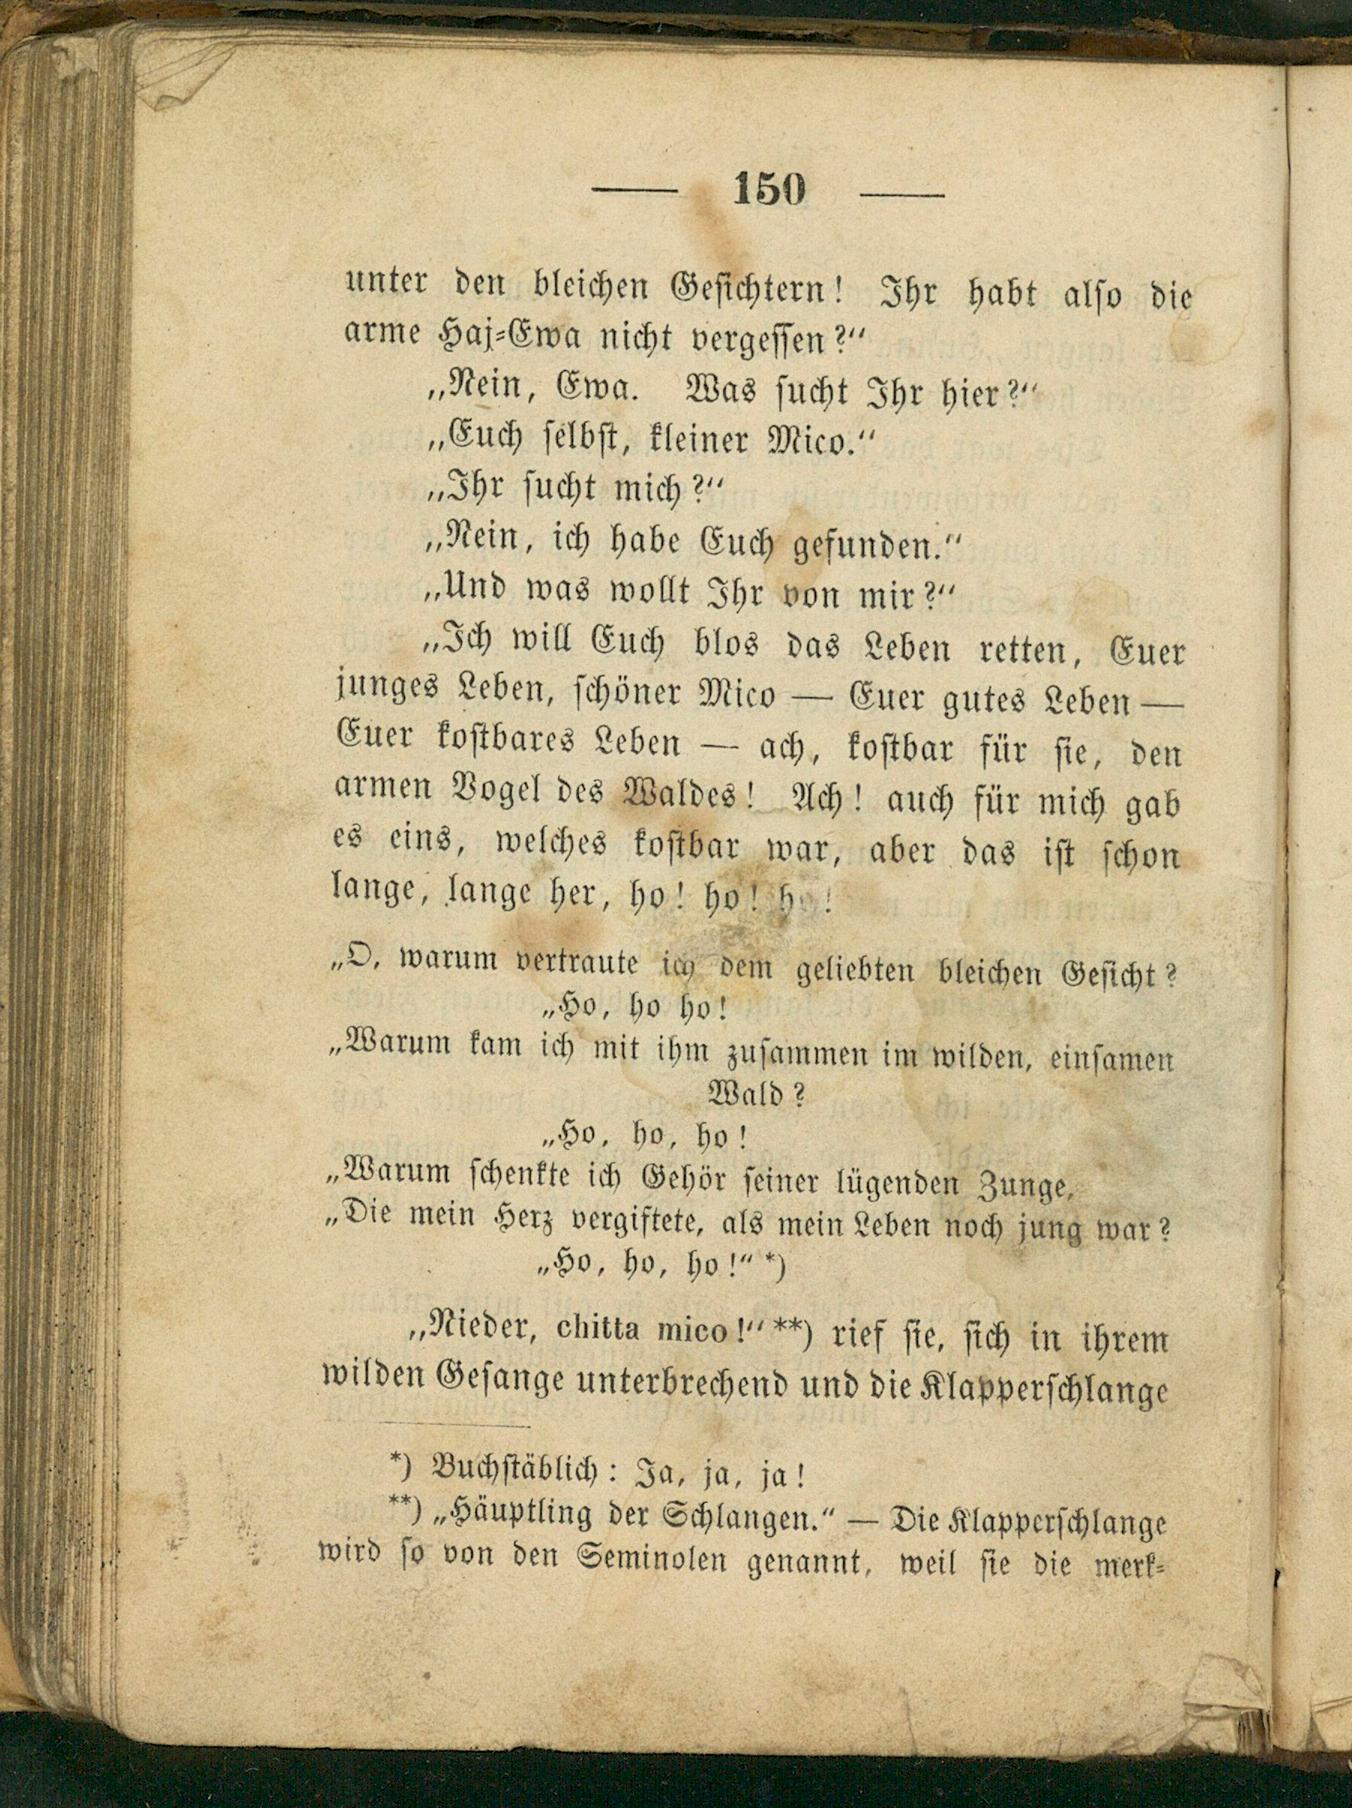 — 150 —
unter den bleichen Gesichtern! Ihr habt also die
arme Haj-Ewa nicht vergessen?“
„Nein, Ewa. Was sucht Ihr hier?“
„Euch selbst, kleiner Mico.“
„Ihr sucht mich?“
„Nein, ich habe Euch gefunden.“
„Und was wollt Ihr von mir?“
„Ich will Euch blos das Leben retten, Euer
junges Leben, schöner Mico — Euer gutes Leben —
Euer kostbares Leben — ach, kostbar für sie, den
armen Vogel des Waldes! Ach! auch für mich gab
es eins, welches kostbar war, aber das ist schon
lange, lange her, ho! ho! ho!
„O, warum vertraute ich dem geliebten bleichen Gesicht?
„Ho, ho ho!
„Warum kam ich mit ihm zusammen im wilden, einsamen
Wald?
„Ho, ho, ho!
„Warum schenkte ich Gehör seiner lügenden Zunge,
„Die mein Herz vergiftete, als mein Leben noch jung war?
„Ho, ho, ho!“ *)
„Nieder, chitta mico!“ **) rief sie, sich in ihrem
wilden Gesange unterbrechend und die Klapperschlange
*) Buchstäblich: Ja, ja, ja!
**) „Häuptling der Schlangen.“ — Die Klapperschlange
wird so von den Seminolen genannt, weil sie die merk-